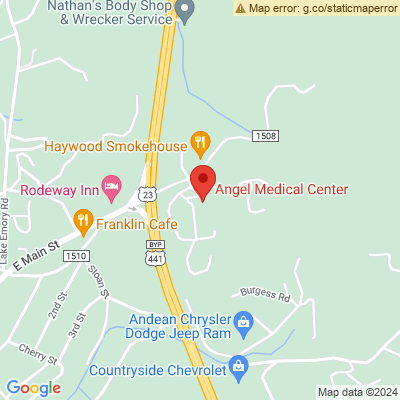 Nathan's Body Shop
& Wrecker Service
Map error: g.co/staticmaperror
1508
Haywood Smokehouse
Rodeway Inn
23
Angel Medical Center
Lake Emory Rd
Franklin Cafe
E Main St
BYP
441
1510
Sloan St
2nd St
3rd St
Cherry St
Burgess Rd
Andean Chrysler
Dodge Jeep Ram
Countryside Chevrolet
Google
Map data ©2024